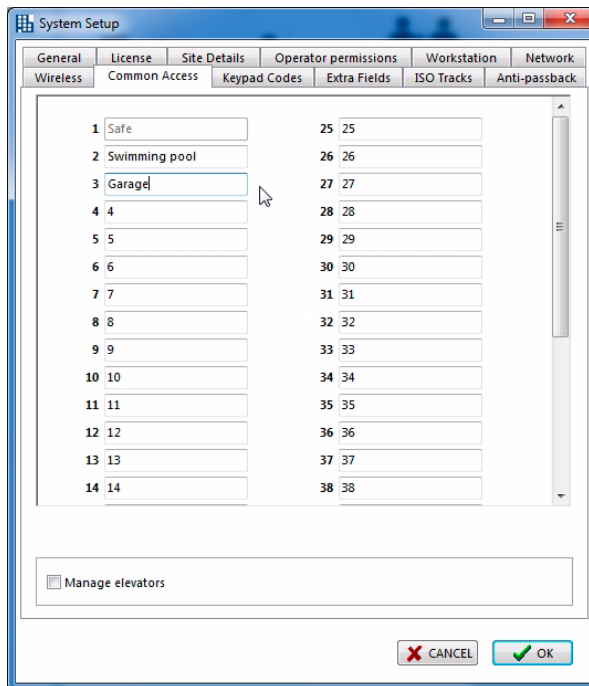 System Setup
General License Site Details Operator permissions Workstation Network
Wireless Common Access Keypad Codes Extra Fields ISO Tracks Anti-passback
1 Safe 25 25
2 Swimming pool 26 26
3 Garage 27 27
4 4 28 28
5 5 29 29
6 6 30 30
7 7 31 31
8 8 32 32
9 9 33 33
10 10 34 34
11 11 35 35
12 12 36 36
13 13 37 37
14 14 38 38
Manage elevators
CANCEL OK